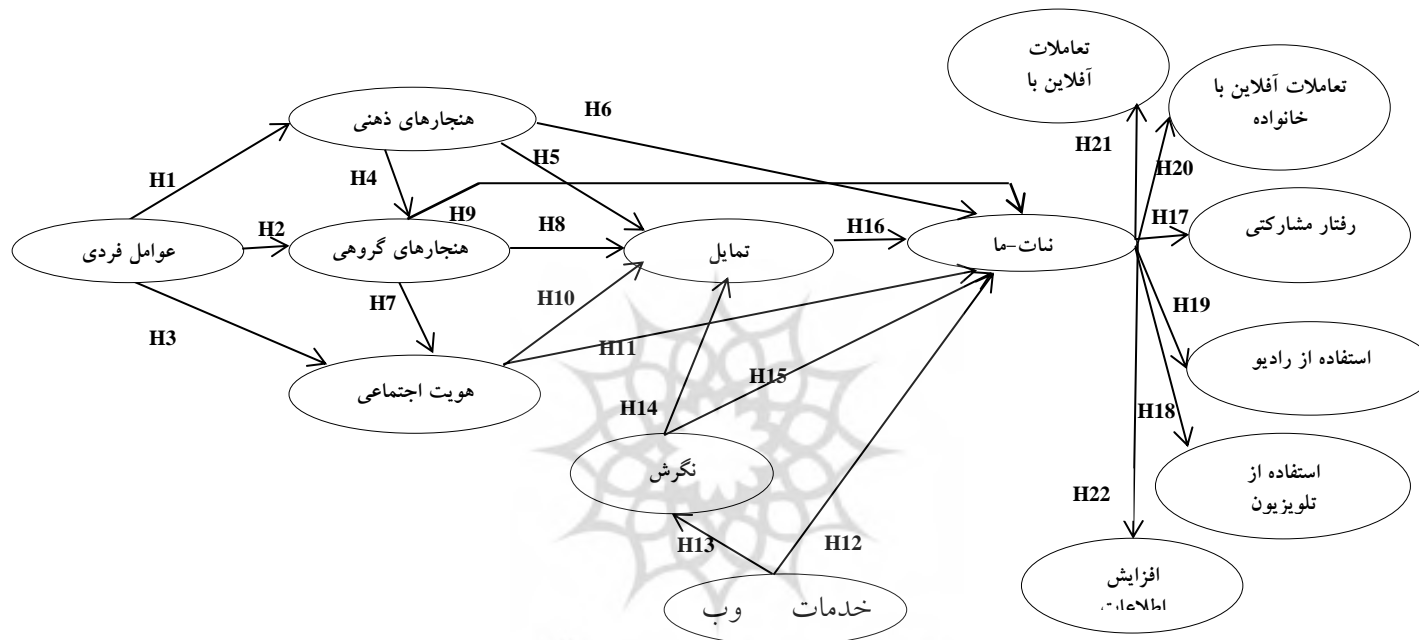 تعاملات
آفلاین با
تعاملات آفلاین با
خانواده
هنجارهای ذهنی
H6
H21
H20
H1
H4
H5
H17
رفتار مشارکتی
H2
H9
H8
H16
عوامل فردی
هنجارهای گروهی
تمایل
نیات-ما
H7
H10
H3
H11
H19
استفاده از رادیو
هویت اجتماعی
H15
H14
H18
نگرش
استفاده از
تلویزیون
H22
H13
H12
افزایش
اطلاعات
خدمات وب